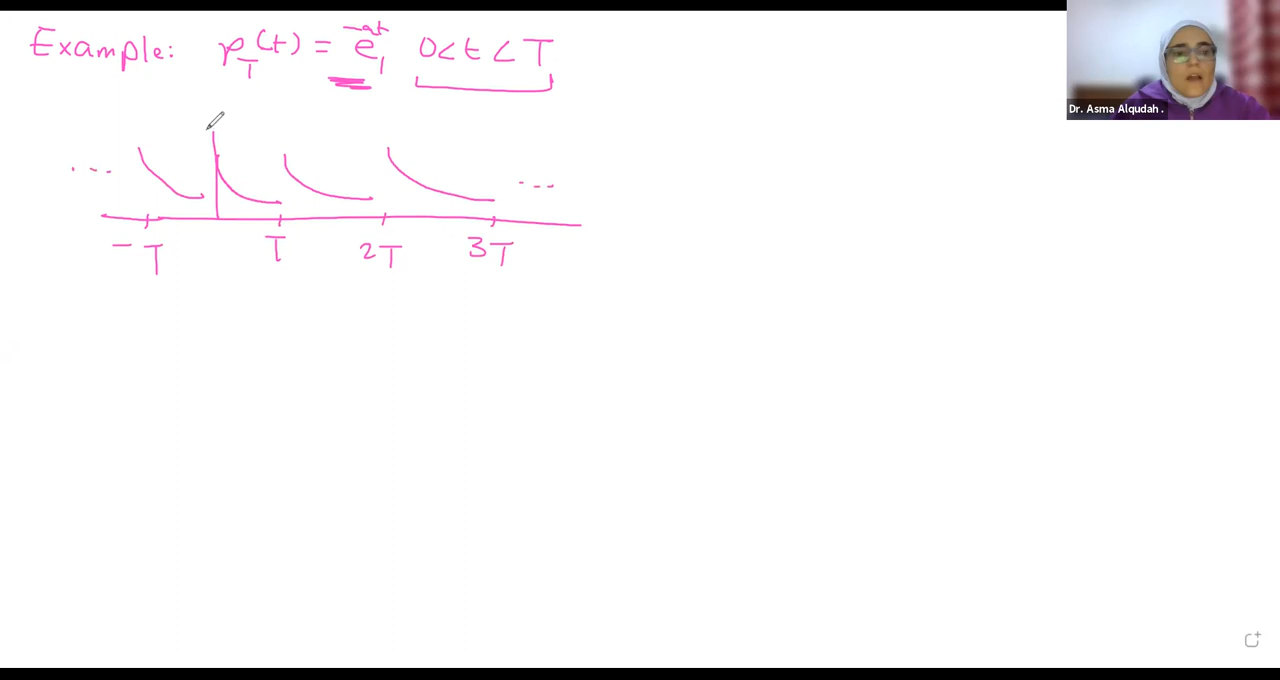 Example: p_T(t) = e^{-at}, 0<t<T
Dr. Asma Alqudah .
... ...
-T T 2T 3T